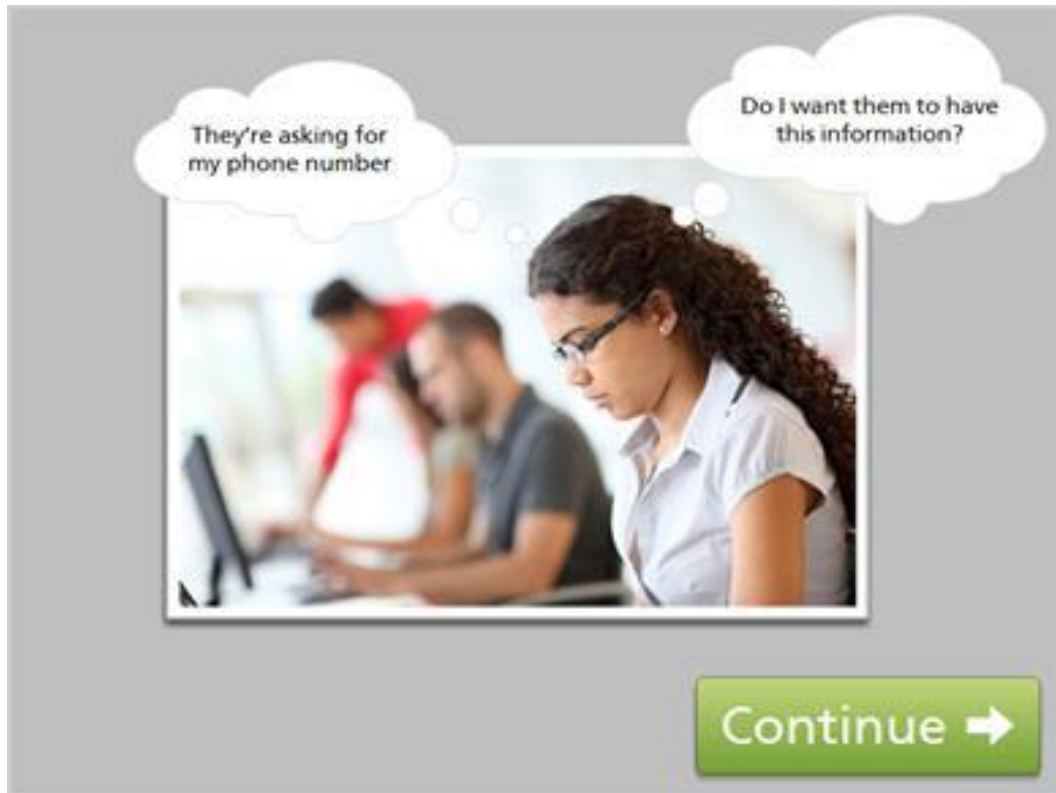 They're asking for
my phone number
Do I want them to have
this information?
Continue